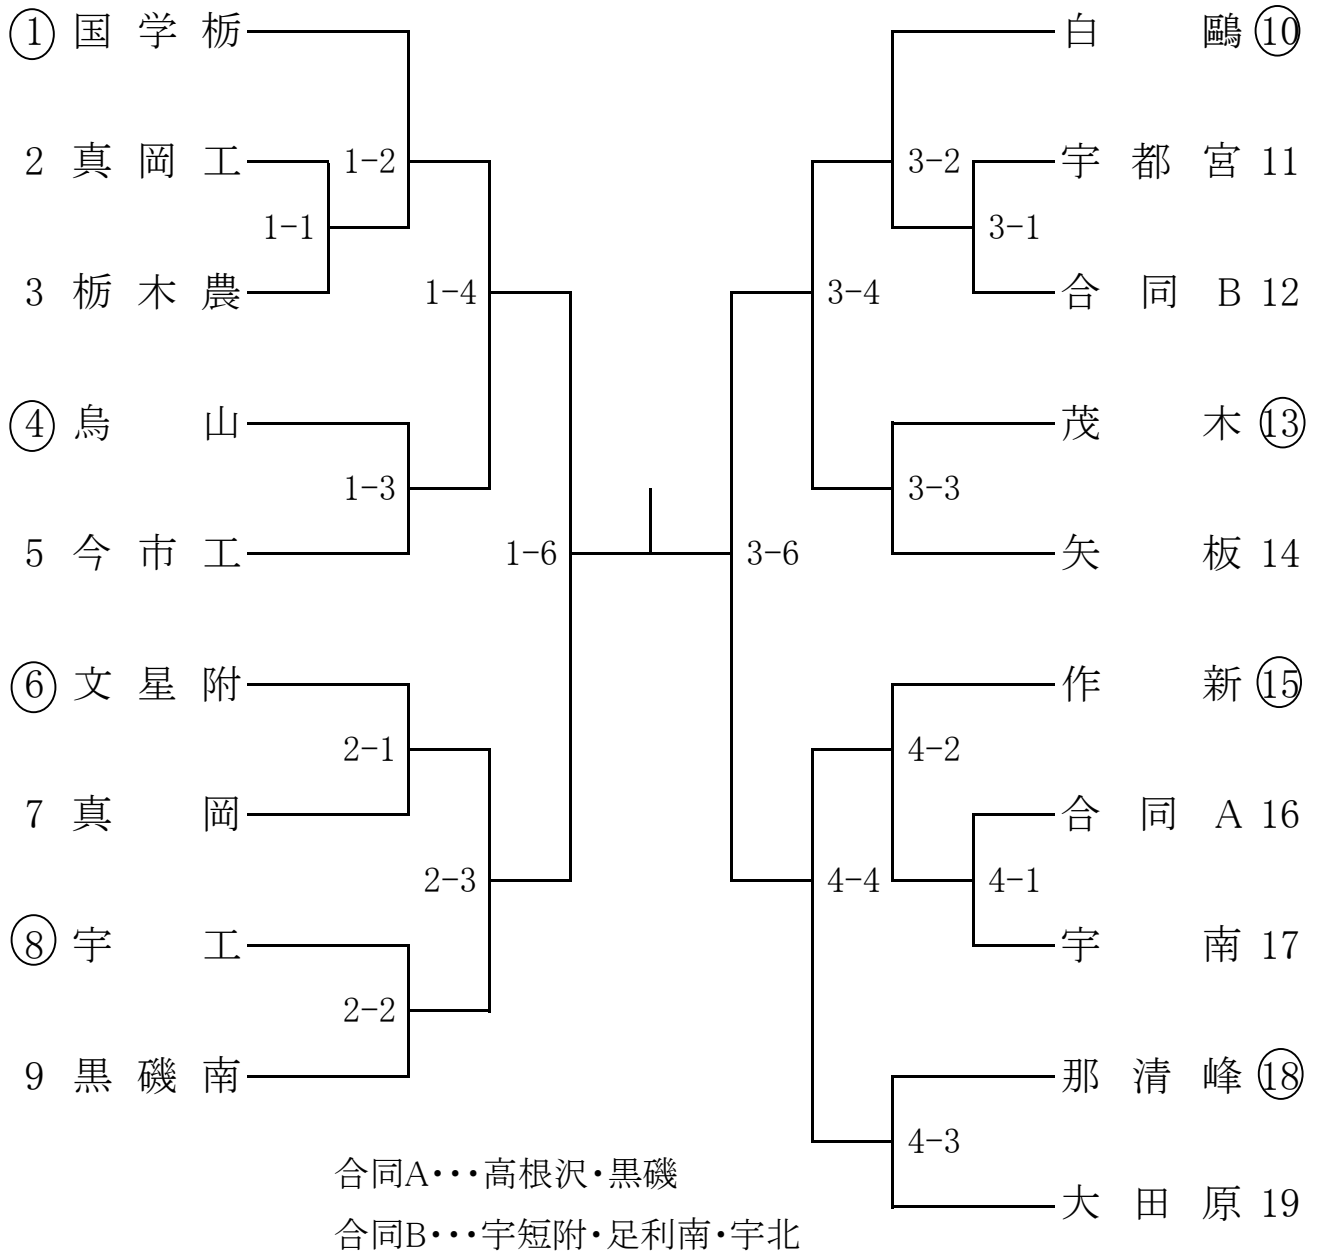 ① 国学栃
白鷗 ⑩
2 真岡工
1-2
3-2
宇都宮 11
1-1
3-1
3 栃木農
1-4
3-4
合同B 12
④ 烏山
茂木 ⑬
1-3
3-3
5 今市工
1-6
3-6
矢板 14
⑥ 文星附
作新 ⑮
2-1
4-2
7 真岡
合同A 16
2-3
4-4
4-1
⑧ 宇工
宇南 17
2-2
9 黒磯南
那清峰 ⑱
4-3
合同A・・・高根沢・黒磯
大田原 19
合同B・・・宇短附・足利南・宇北